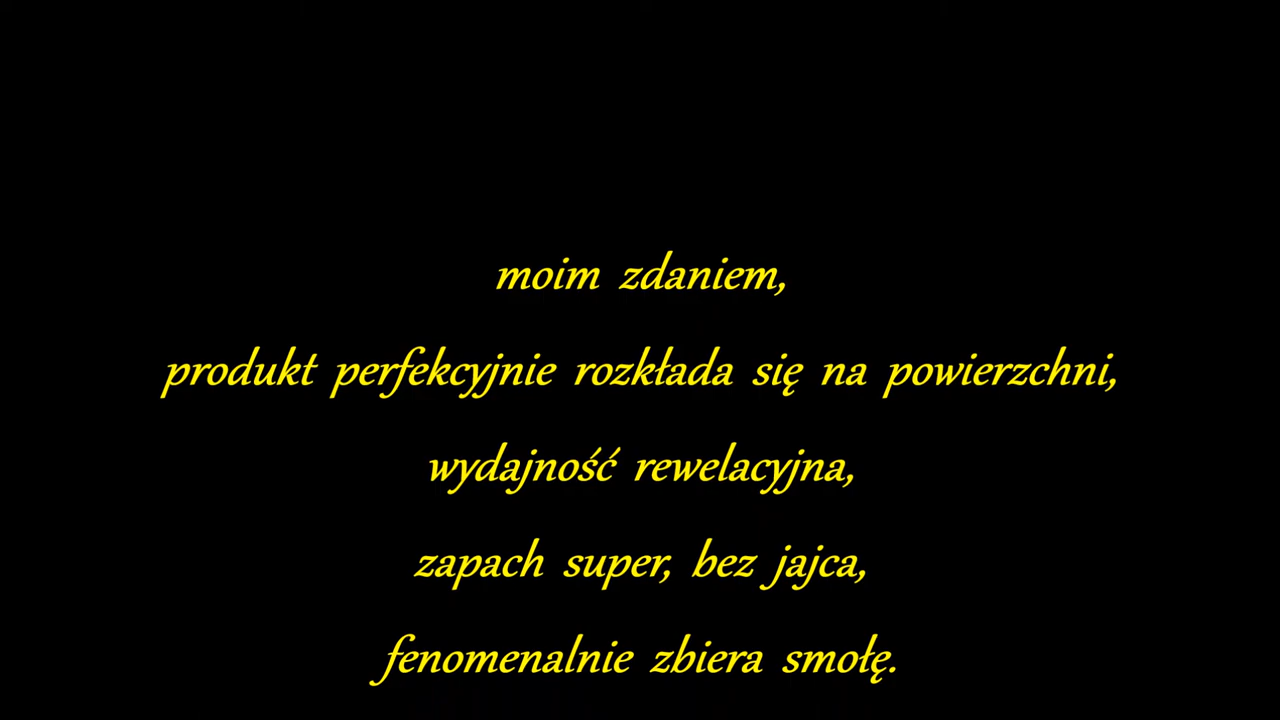 moim zdaniem,
produkt perfekcyjnie rozkłada się na powierzchni,
wydajność rewelacyjna,
zapach super, bez jajca,
fenomenalnie zbiera smołę.